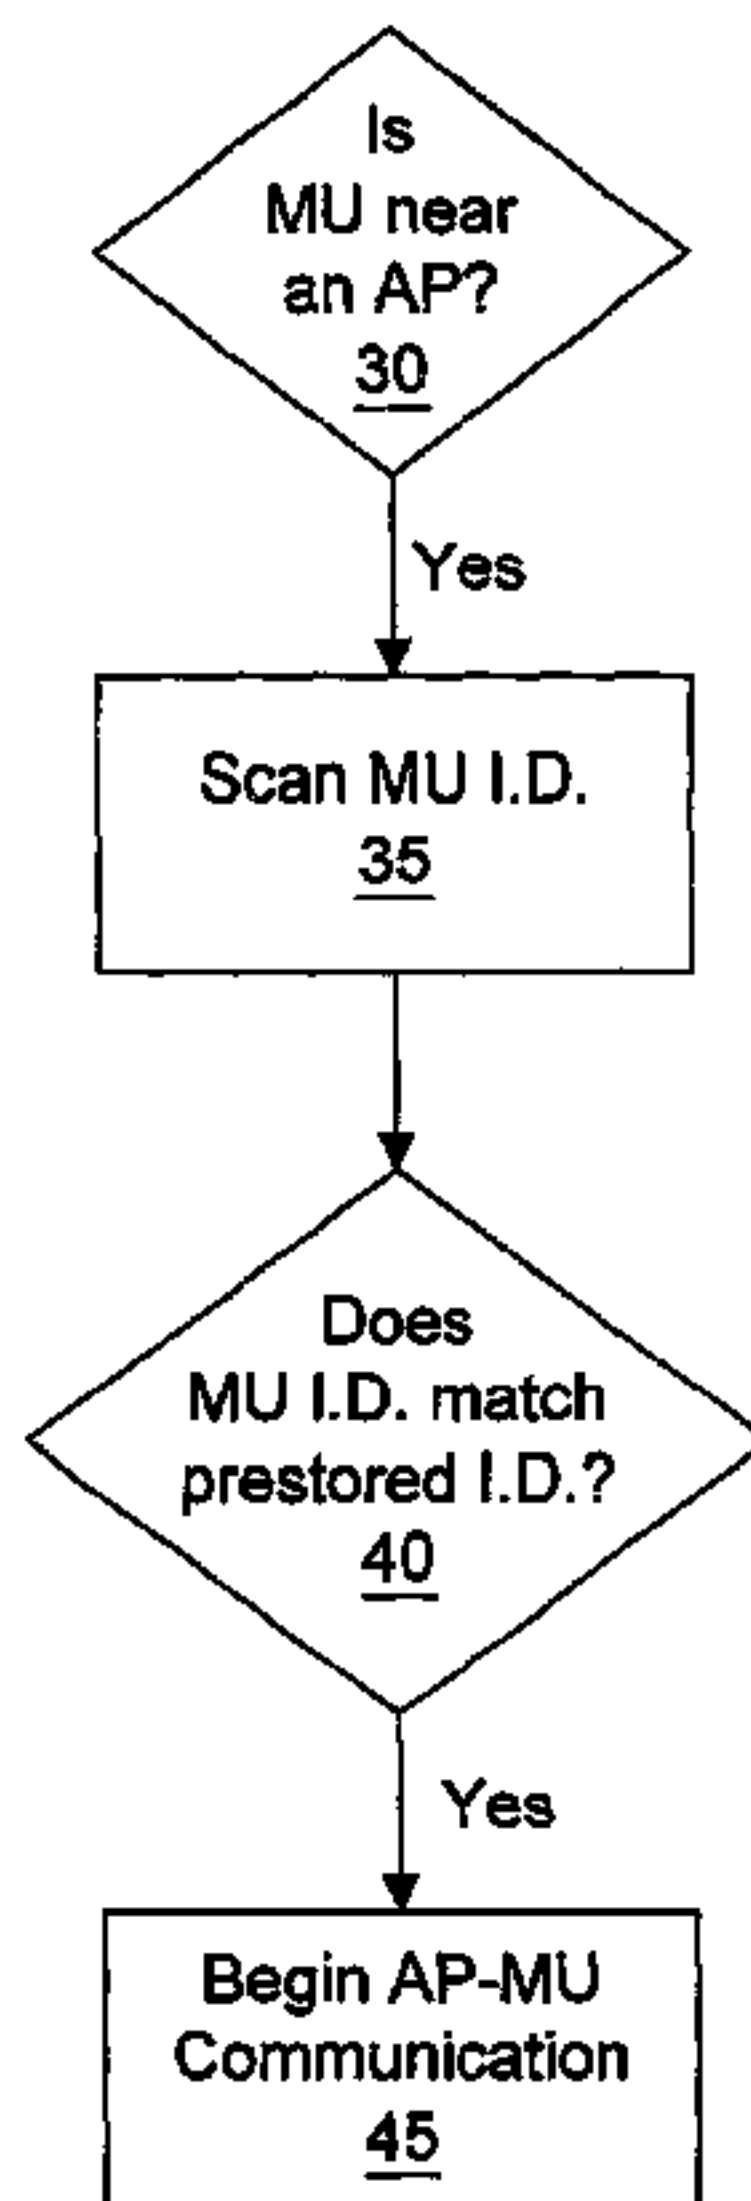 Is
MU near
an AP?
30
Yes
Scan MU I.D.
35
Does
MU I.D. match
prestored I.D.?
40
Yes
Begin AP-MU
Communication
45